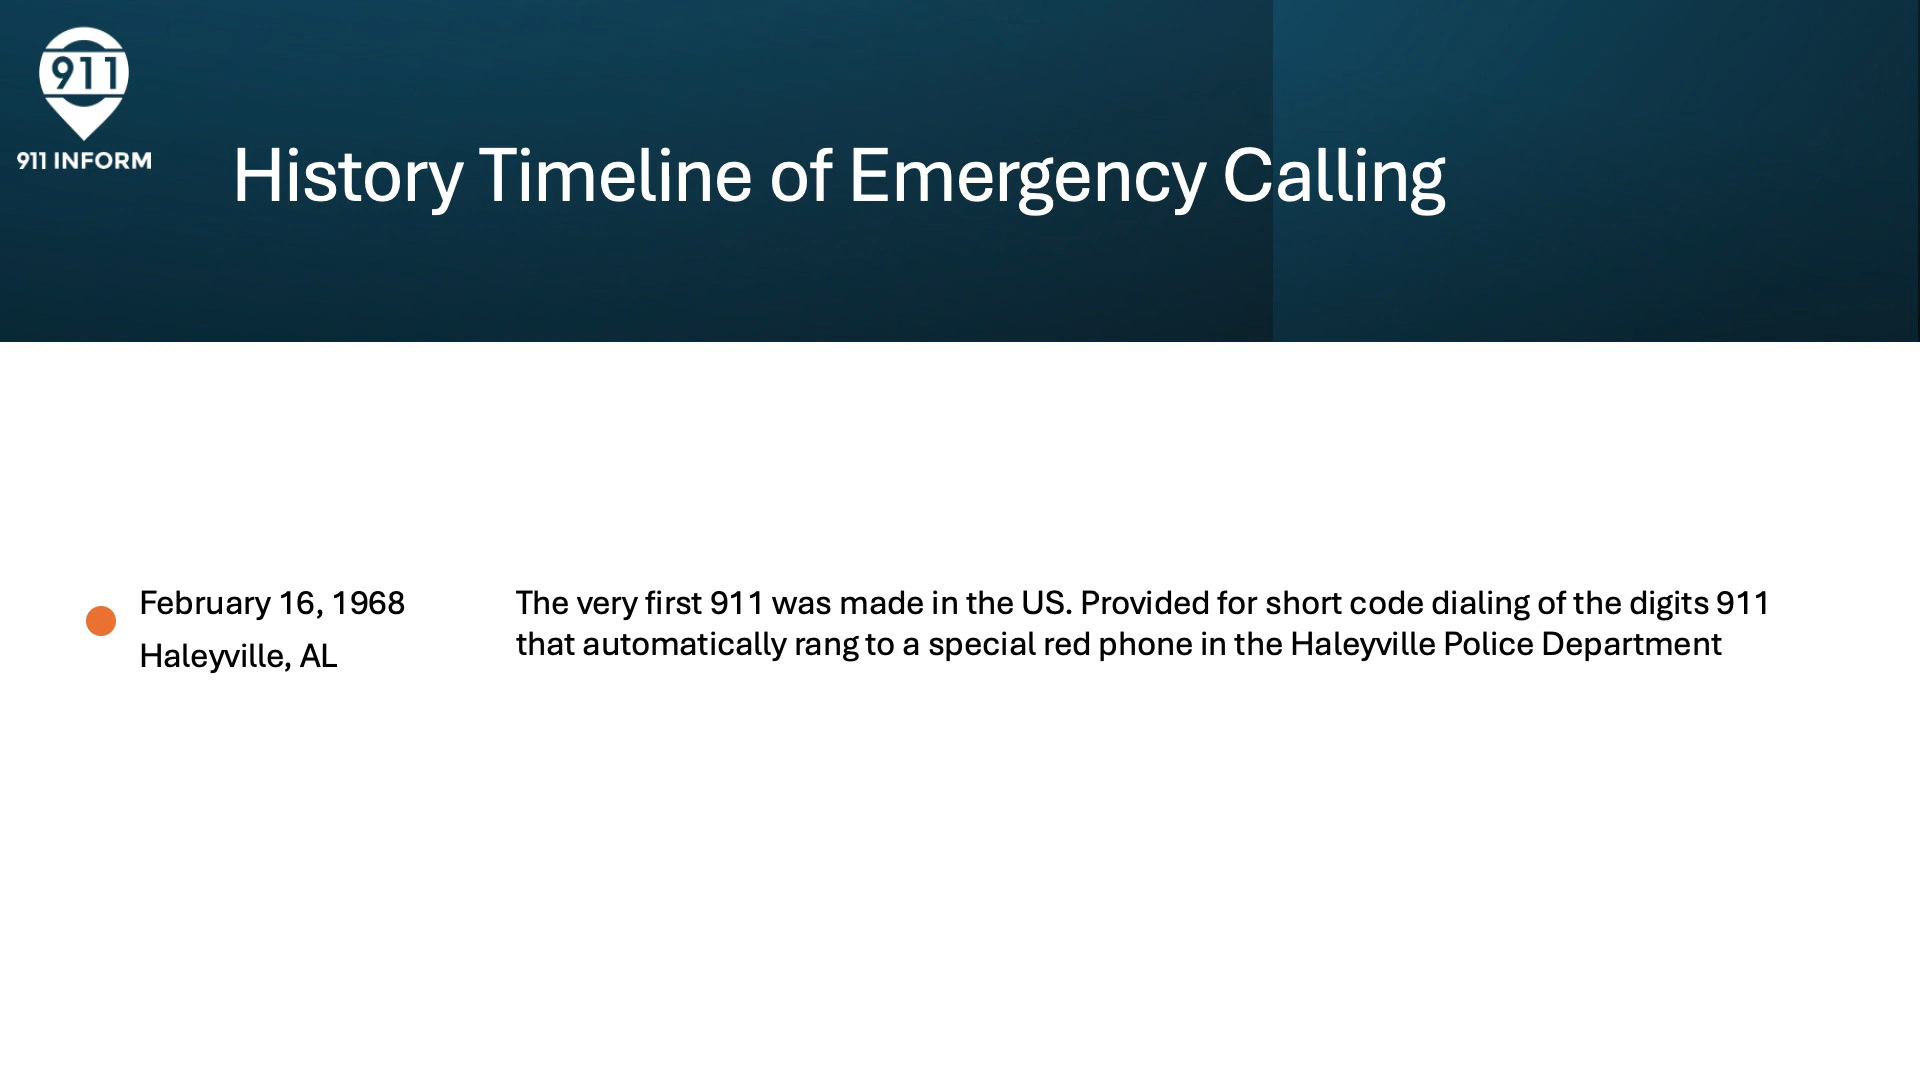 911
911 INFORM
History Timeline of Emergency Calling
February 16, 1968
Haleyville, AL
The very first 911 was made in the US. Provided for short code dialing of the digits 911
that automatically rang to a special red phone in the Haleyville Police Department